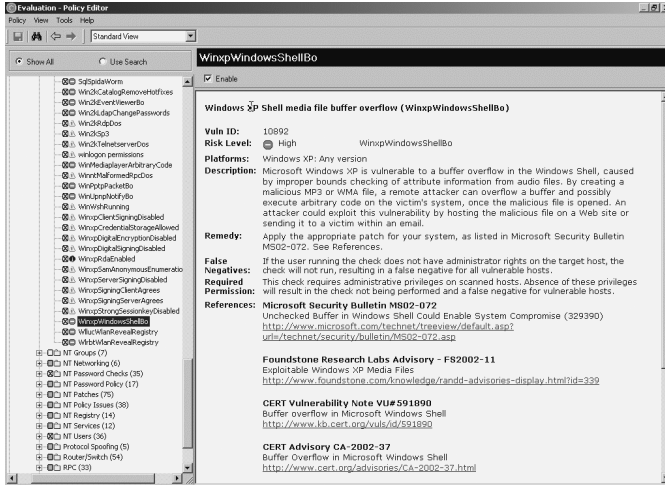 Evaluation - Policy Editor
Policy View Tools Help
Standard View
Show All
Use Search
SqlSpidaWorm
Win2kCatalogRemoveHotfixes
Win2kEventViewerBo
Win2kLdapChangePasswords
Win2kRdpDos
Win2kSp3
Win2kTelnetserverDos
winlogon permissions
WinMediaplayerArbitraryCode
WinntMalformedRpcDos
WinPptpPacketBo
WinUpnpNotifyBo
WinWshRunning
WinxpClientSigningDisabled
WinxpCredentialStorageAllowed
WinxpDigitalEncryptionDisabled
WinxpDigitalSigningDisabled
WinxpRdaEnabled
WinxpSamAnonymousEnumeratio
WinxpServerSigningDisabled
WinxpSigningClientAgrees
WinxpSigningServerAgrees
WinxpStrongSessionkeyDisabled
WinxpWindowsShellBo
WllucWlanRevealRegistry
WlrbtWlanRevealRegistry
NT Groups (7)
NT Networking (6)
NT Password Checks (35)
NT Password Policy (17)
NT Patches (75)
NT Policy Issues (38)
NT Registry (14)
NT Services (12)
NT Users (36)
Protocol Spoofing (5)
Router/Switch (54)
RPC (33)
WinxpWindowsShellBo
Enable
Windows XP Shell media file buffer overflow (WinxpWindowsShellBo)
Vuln ID: 10892
Risk Level: High WinxpWindowsShellBo
Platforms: Windows XP: Any version
Description: Microsoft Windows XP is vulnerable to a buffer overflow in the Windows Shell, caused
by improper bounds checking of attribute information from audio files. By creating a
malicious MP3 or WMA file, a remote attacker can overflow a buffer and possibly
execute arbitrary code on the victim's system, once the malicious file is opened. An
attacker could exploit this vulnerability by hosting the malicious file on a Web site or
sending it to a victim within an email.
Remedy: Apply the appropriate patch for your system, as listed in Microsoft Security Bulletin
MS02-072. See References.
False Negatives: If the user running the check does not have administrator rights on the target host, the
check will not run, resulting in a false negative for all vulnerable hosts.
Required Permission: This check requires administrative privileges on scanned hosts. Absence of these privileges
will result in the check not being performed and a false negative for vulnerable hosts.
References: Microsoft Security Bulletin MS02-072
Unchecked Buffer in Windows Shell Could Enable System Compromise (329390)
http://www.microsoft.com/technet/treeview/default.asp?
url=/technet/security/bulletin/MS02-072.asp
Foundstone Research Labs Advisory - FS2002-11
Exploitable Windows XP Media Files
http://www.foundstone.com/knowledge/randd-advisories-display.html?id=339
CERT Vulnerability Note VU#591890
Buffer overflow in Microsoft Windows Shell
http://www.kb.cert.org/vuls/id/591890
CERT Advisory CA-2002-37
Buffer Overflow in Microsoft Windows Shell
http://www.cert.org/advisories/CA-2002-37.html